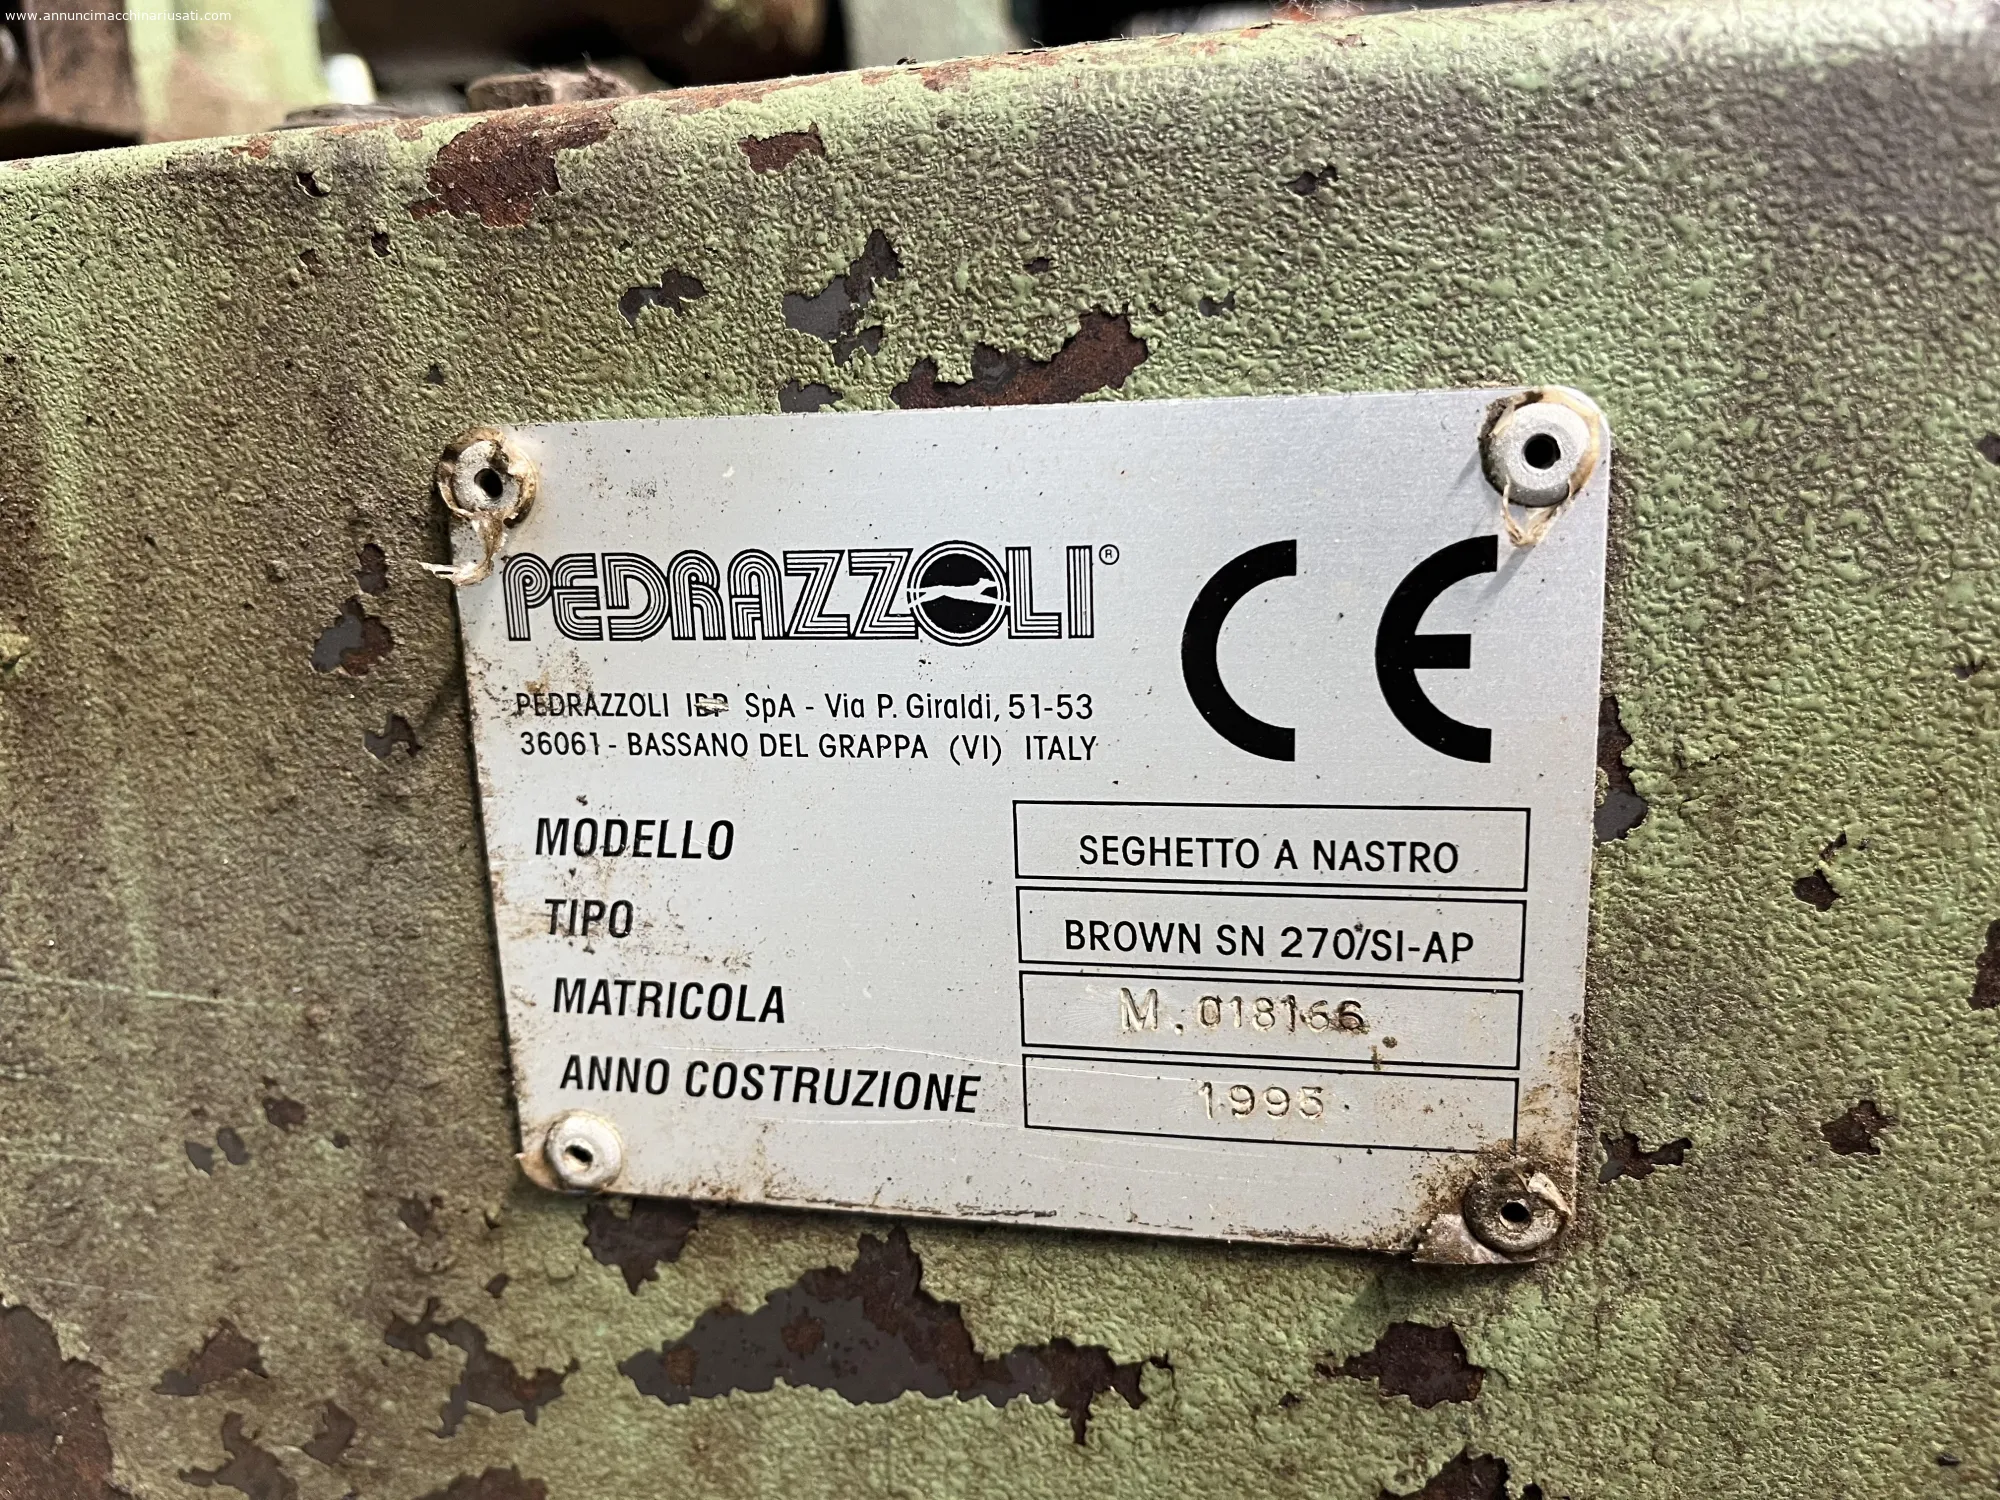 www.annuncimacchinariusati.com
PEDRAZZOLI®
CE
PEDRAZZOLI IBP SpA - Via P. Giraldi, 51-53
36061 - BASSANO DEL GRAPPA (VI) ITALY
MODELLO SEGHETTO A NASTRO
TIPO BROWN SN 270/SI-AP
MATRICOLA M.018166
ANNO COSTRUZIONE 1995